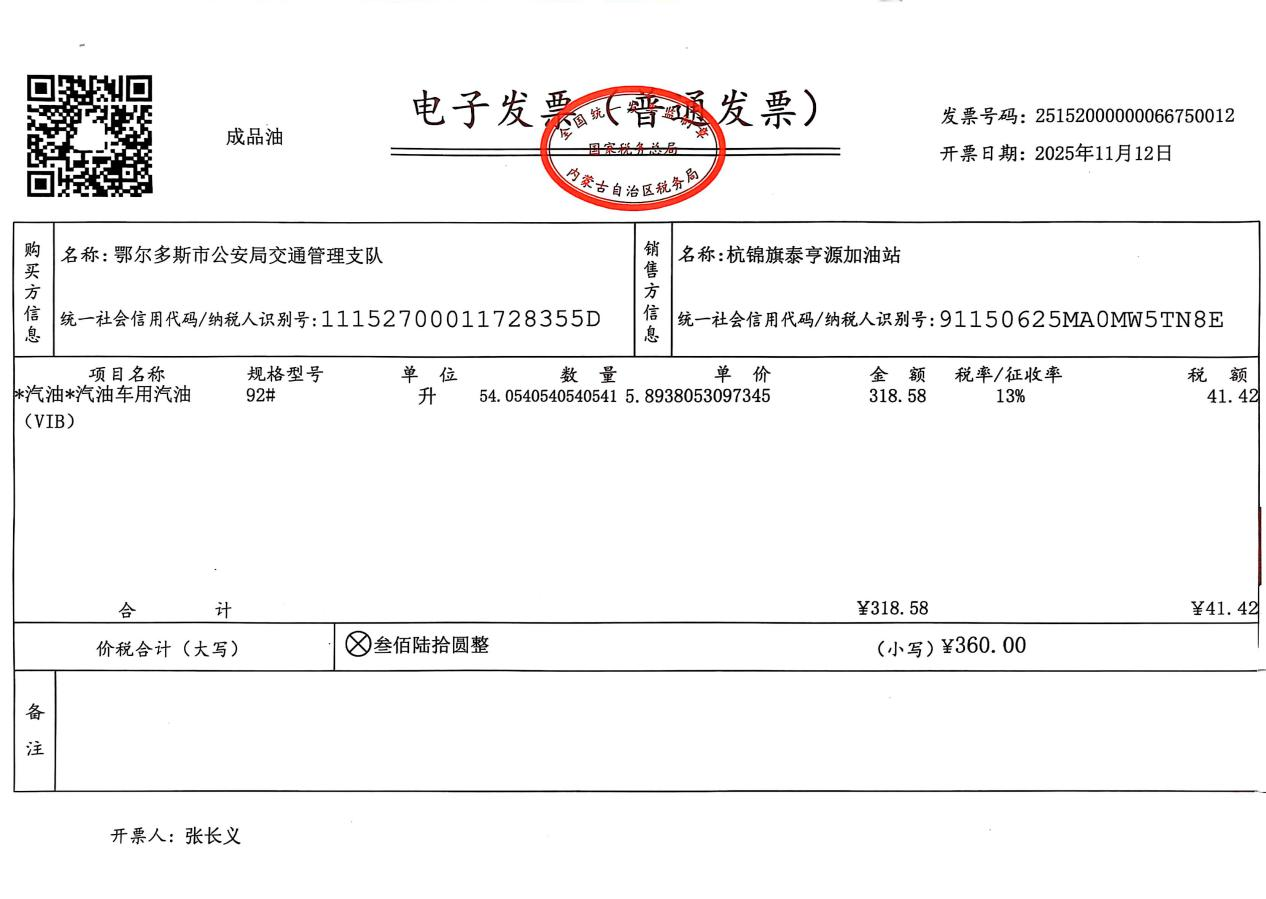 电子发票（普通发票）
成品油
全国统一发票监制章
国家税务总局
内蒙古自治区税务局
发票号码：25152000000066750012
开票日期：2025年11月12日
购买方信息
名称：鄂尔多斯市公安局交通管理支队
统一社会信用代码/纳税人识别号：11152700011728355D
销售方信息
名称：杭锦旗泰亨源加油站
统一社会信用代码/纳税人识别号：91150625MA0MW5TN8E
项目名称 规格型号 单位 数量 单价 金额 税率/征收率 税额
*汽油*汽油车用汽油 92# 升 54.0540540540541 5.8938053097345 318.58 13% 41.42
（VIB）
合计 ¥318.58 ¥41.42
价税合计（大写） ⊗叁佰陆拾圆整 （小写）¥360.00
备注
开票人：张长义